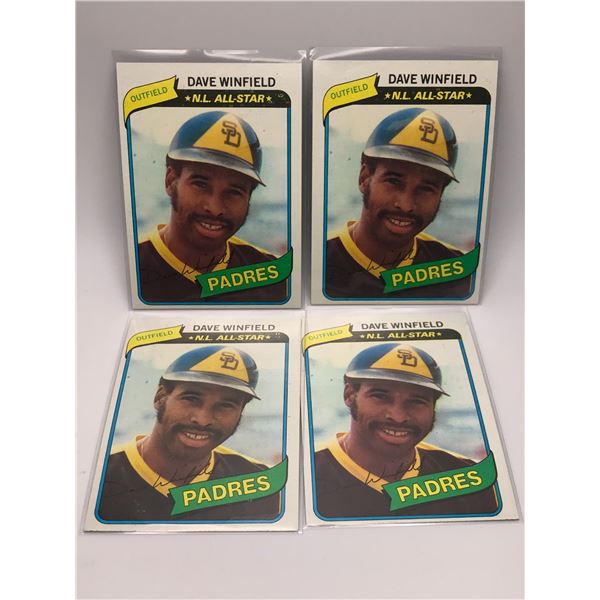 DAVE WINFIELD
OUTFIELD
★N.L. ALL-STAR★
SD
PADRES
DAVE WINFIELD
OUTFIELD
★N.L. ALL-STAR★
SD
PADRES
DAVE WINFIELD
OUTFIELD
★N.L. ALL-STAR★
SD
PADRES
DAVE WINFIELD
OUTFIELD
★N.L. ALL-STAR★
SD
PADRES